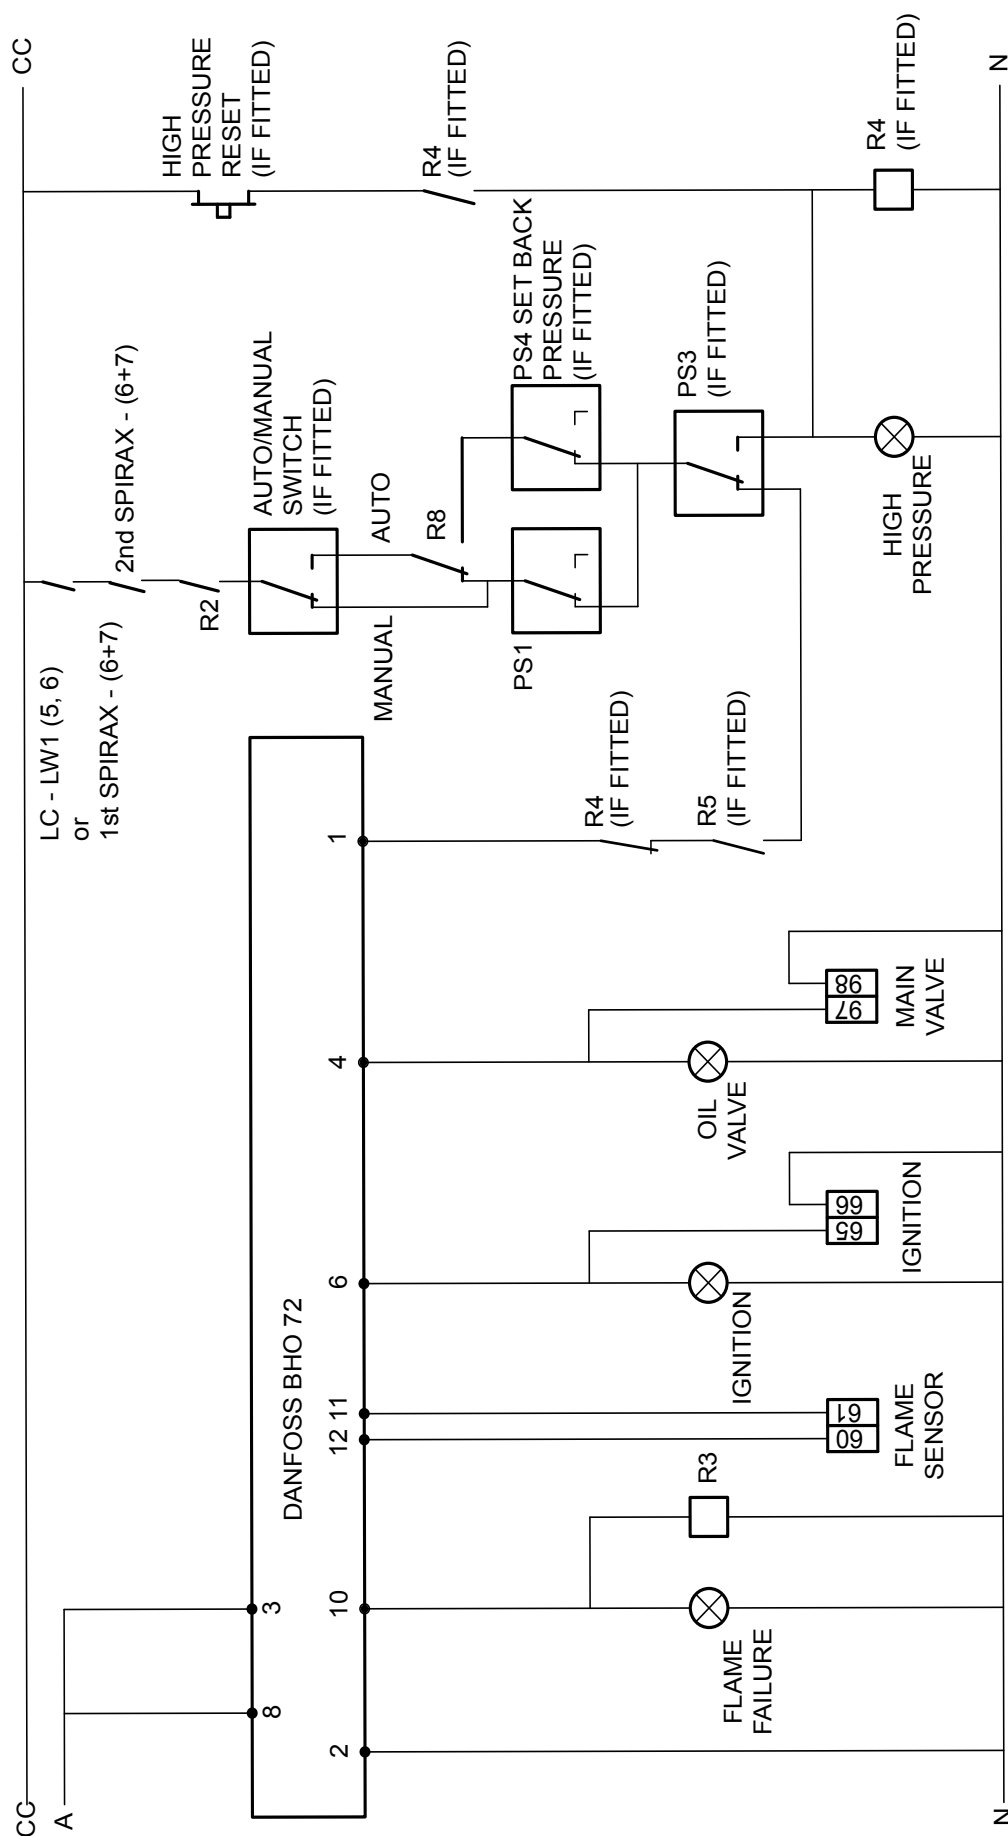 CC
A
CC
LC - LW1 (5, 6)
or
1st SPIRAX - (6+7)
2nd SPIRAX - (6+7)
R2
AUTO/MANUAL
SWITCH
(IF FITTED)
HIGH
PRESSURE
RESET
(IF FITTED)
R4
(IF FITTED)
AUTO
MANUAL
R8
PS1
PS4 SET BACK
PRESSURE
(IF FITTED)
PS3
(IF FITTED)
R4
(IF FITTED)
R5
(IF FITTED)
HIGH
PRESSURE
R4
(IF FITTED)
DANFOSS BHO 72
8
3
2
10
12
11
6
4
1
FLAME
FAILURE
R3
60
61
FLAME
SENSOR
IGNITION
65
66
IGNITION
OIL
VALVE
97
98
MAIN
VALVE
N
N